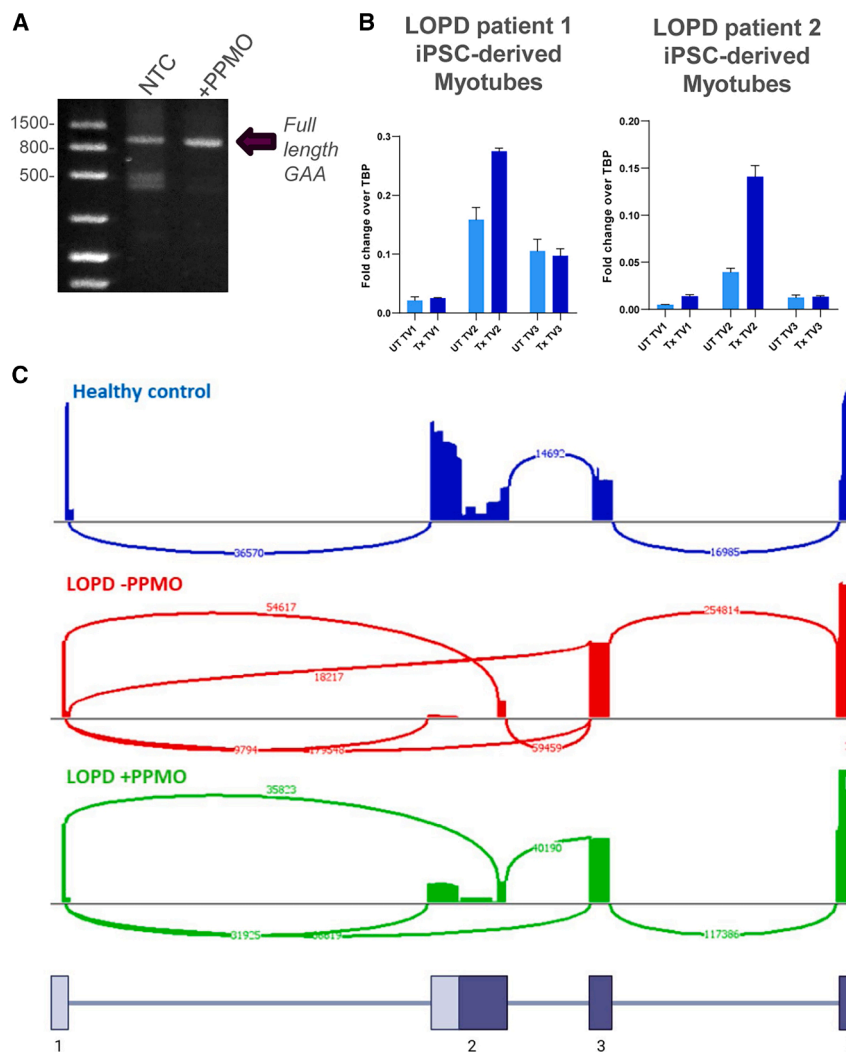 A
NTC
+PPMO
1500-
800-
500-
Full
length
GAA
B
LOPD patient 1
iPSC-derived
Myotubes
Fold change over TBP
0.3
0.2
0.1
0.0
UT TV1
Tx TV1
UT TV2
Tx TV2
UT TV3
Tx TV3
LOPD patient 2
iPSC-derived
Myotubes
Fold change over TBP
0.20
0.15
0.10
0.05
0.00
UT TV1
Tx TV1
UT TV2
Tx TV2
UT TV3
Tx TV3
C
Healthy control
14692
36570
16985
LOPD -PPMO
54617
254814
18217
9794
179548
59459
LOPD +PPMO
35823
40190
31925
117386
1
2
3